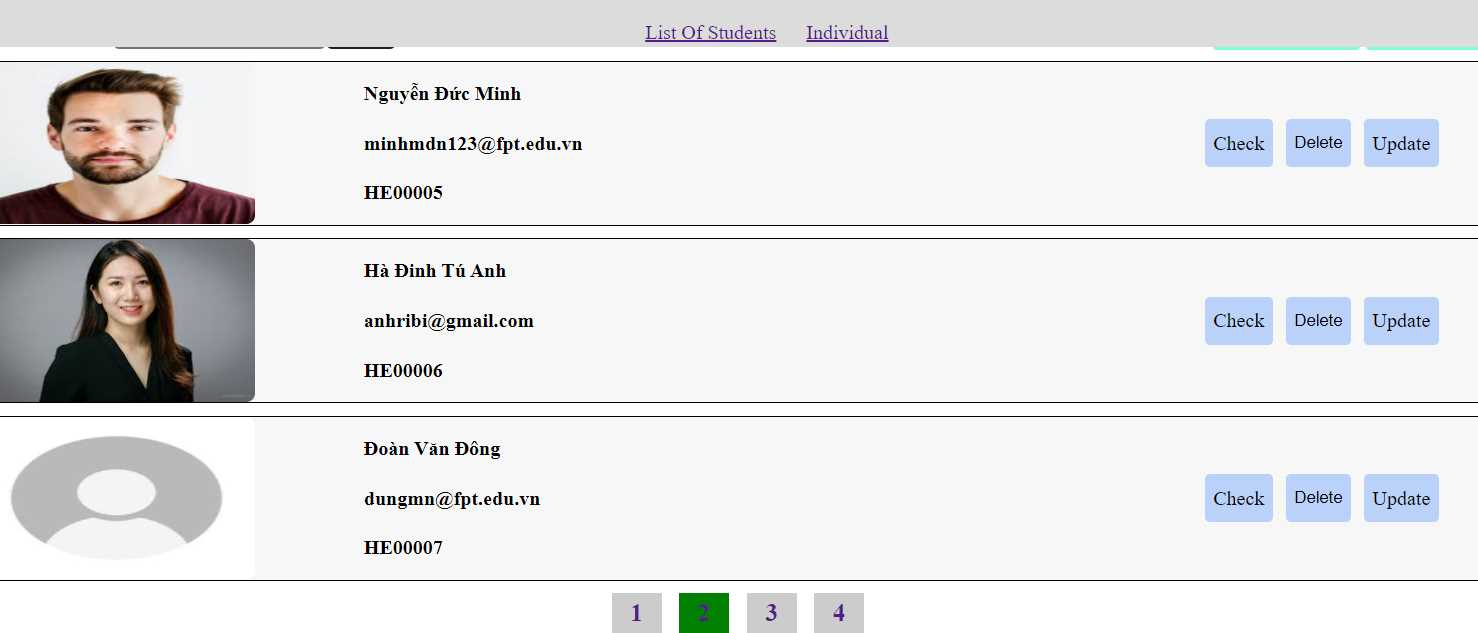 List Of Students Individual
Nguyễn Đức Minh
minhmdn123@fpt.edu.vn
HE00005
Check Delete Update
Hà Đinh Tú Anh
anhribi@gmail.com
HE00006
Check Delete Update
Đoàn Văn Đông
dungmn@fpt.edu.vn
HE00007
Check Delete Update
1 2 3 4